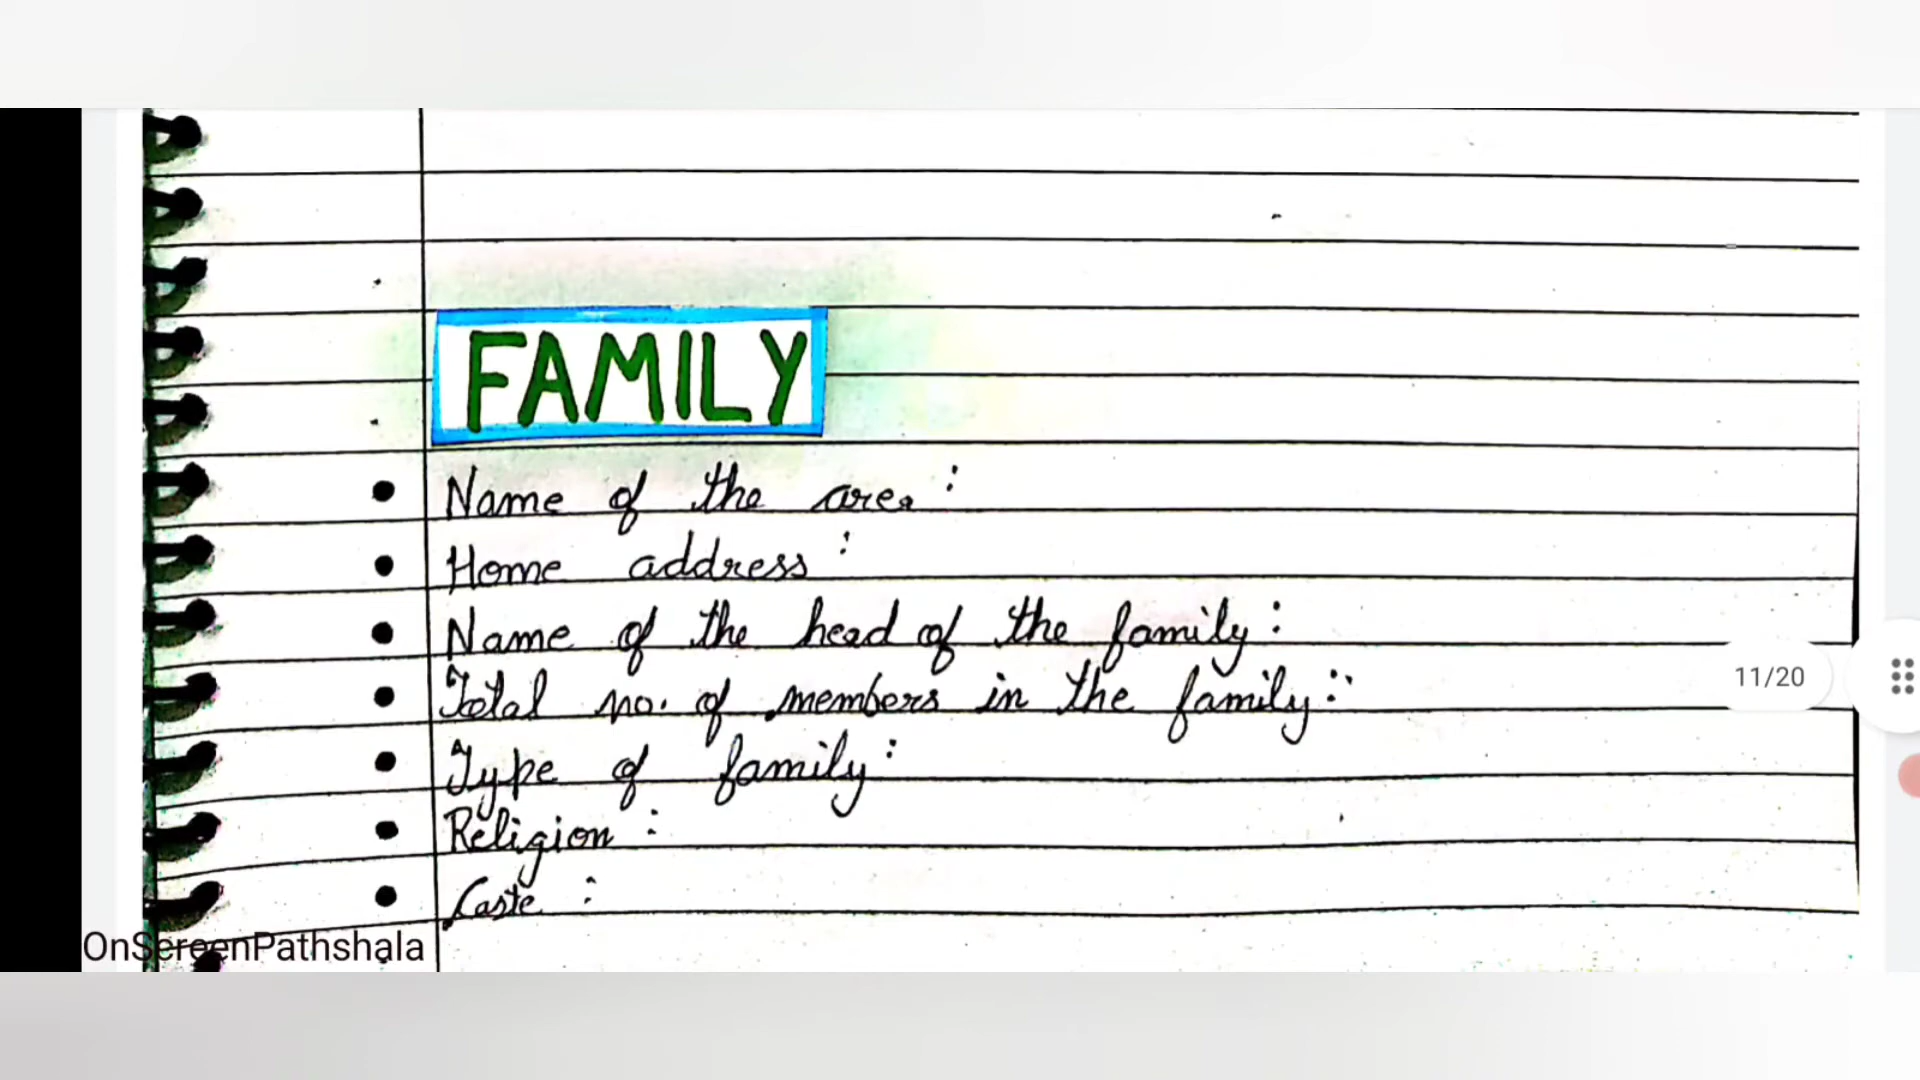 FAMILY
• Name of the area :
• Home address :
• Name of the head of the family :
• Total no. of members in the family :
• Type of family :
• Religion :
• Caste :
11/20
OnScreenPathshala